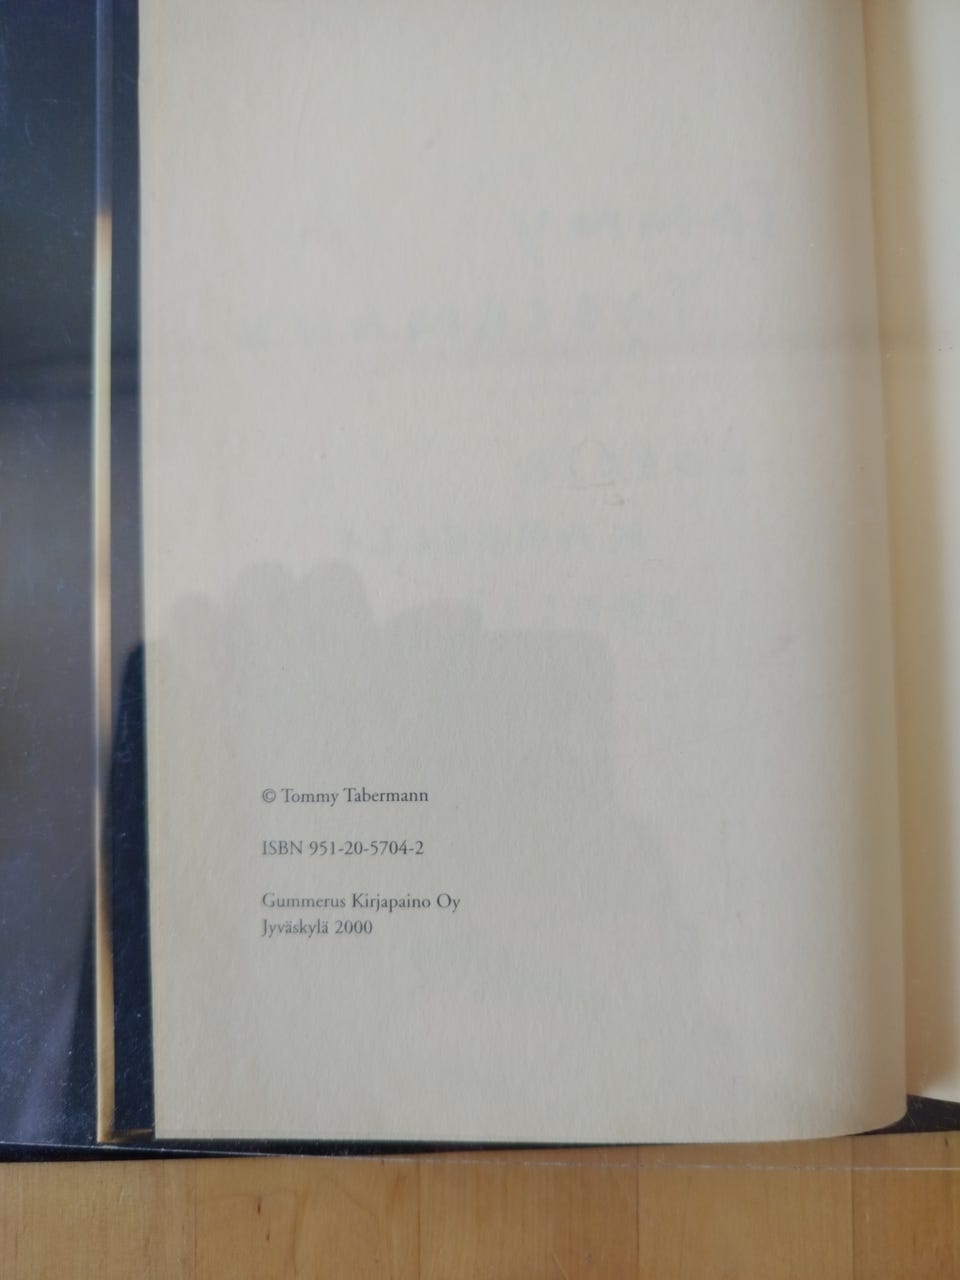 © Tommy Tabermann
ISBN 951-20-5704-2
Gummerus Kirjapaino Oy
Jyväskylä 2000